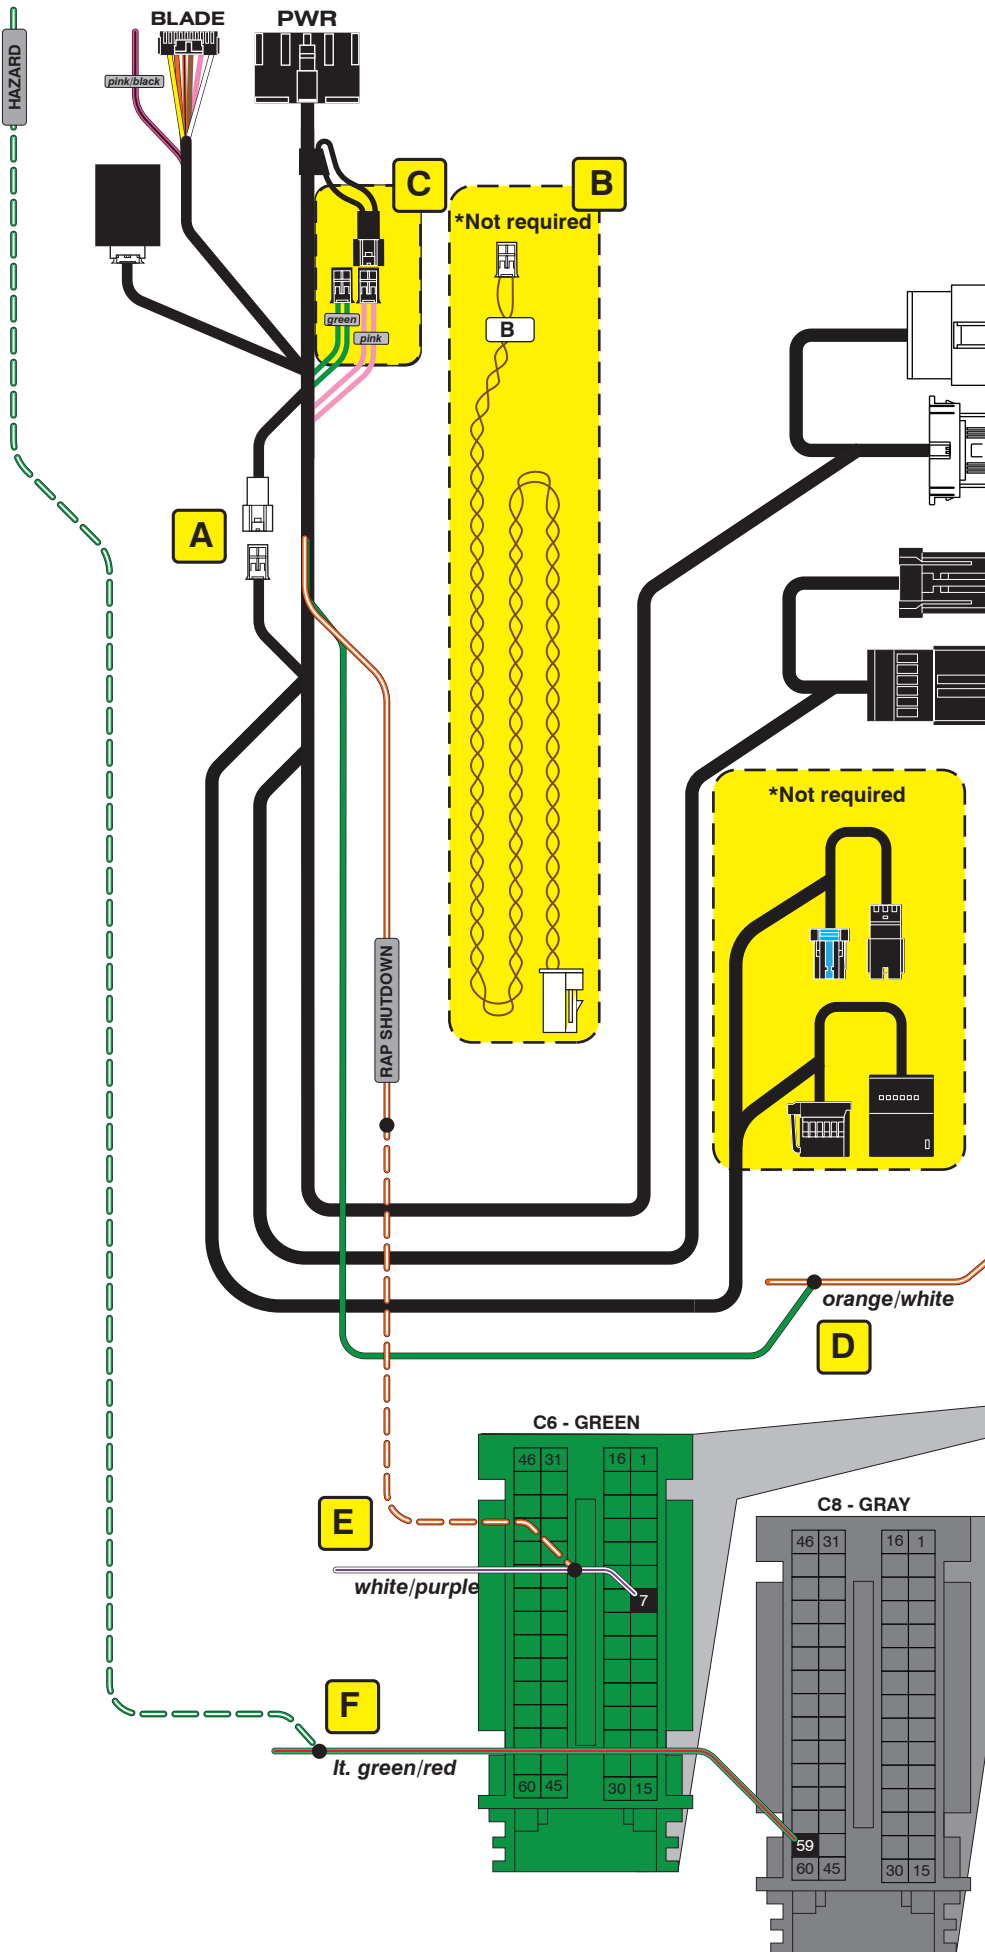 HAZARD
BLADE
PWR
pink/black
C
B
*Not required
green
pink
B
A
*Not required
RAP SHUTDOWN
orange/white
D
C6 - GREEN
46 31 16 1
C8 - GRAY
46 31 16 1
E
white/purple
7
F
lt. green/red
60 45 30 15
59
60 45 30 15